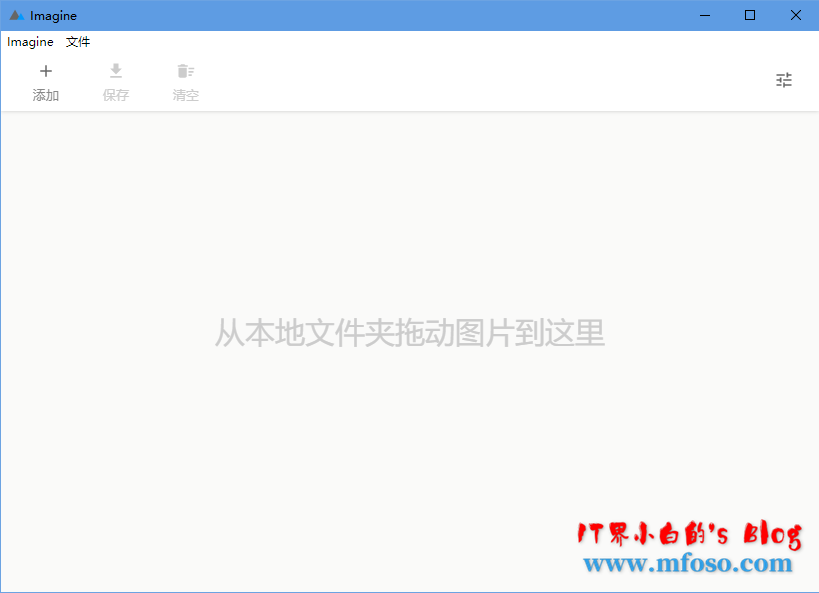 Imagine
Imagine 文件
添加 保存 清空
从本地文件夹拖动图片到这里
IT界小白的's Blog
www.mfoso.com